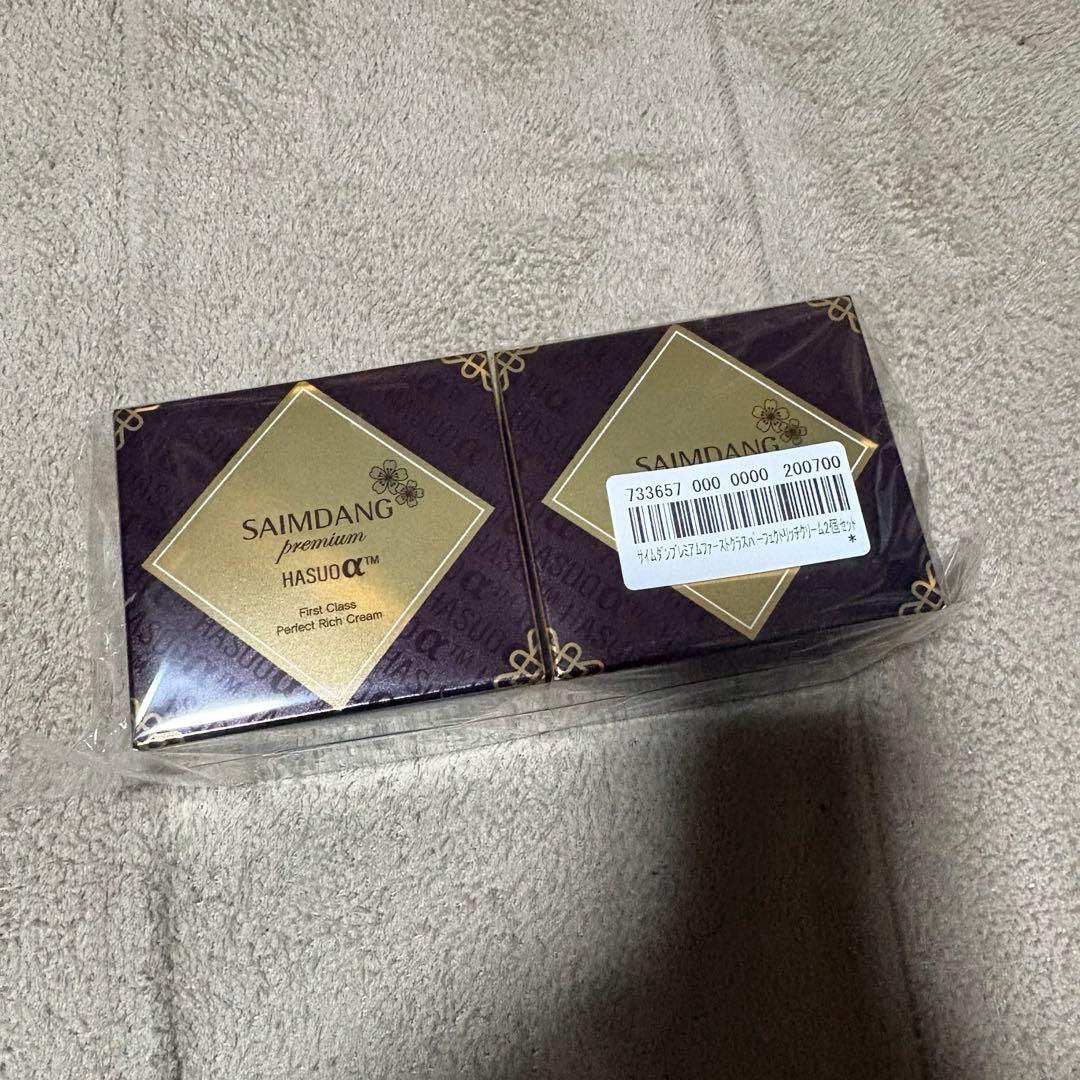 SAIMDANG
premium
HASUO α™
First Class
Perfect Rich Cream
SAIMDANG
733657 000 0000 200700
サイムダンプレミアムファーストクラスパーフェクトリッチクリーム2個セット
*